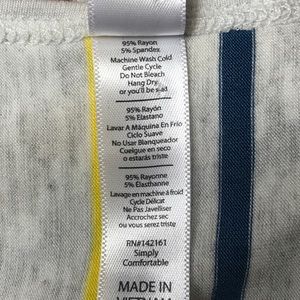 95% Rayon
5% Spandex
Machine Wash Cold
Gentle Cycle
Do Not Bleach
Hang Dry
or you'll be sad
95% Rayón
5% Elastano
Lavar A Máquina En Frío
Ciclo Suave
No Usar Blanqueador
Cuelgue en seco
o estarás triste
95% Rayonne
5% Élasthanne
Lavage en machine à froid
Cycle Délicat
Ne Pas Javelliser
Accrochez sec
ou vous serez triste
RN#142161
Simply
Comfortable
MADE IN
VIETNAM